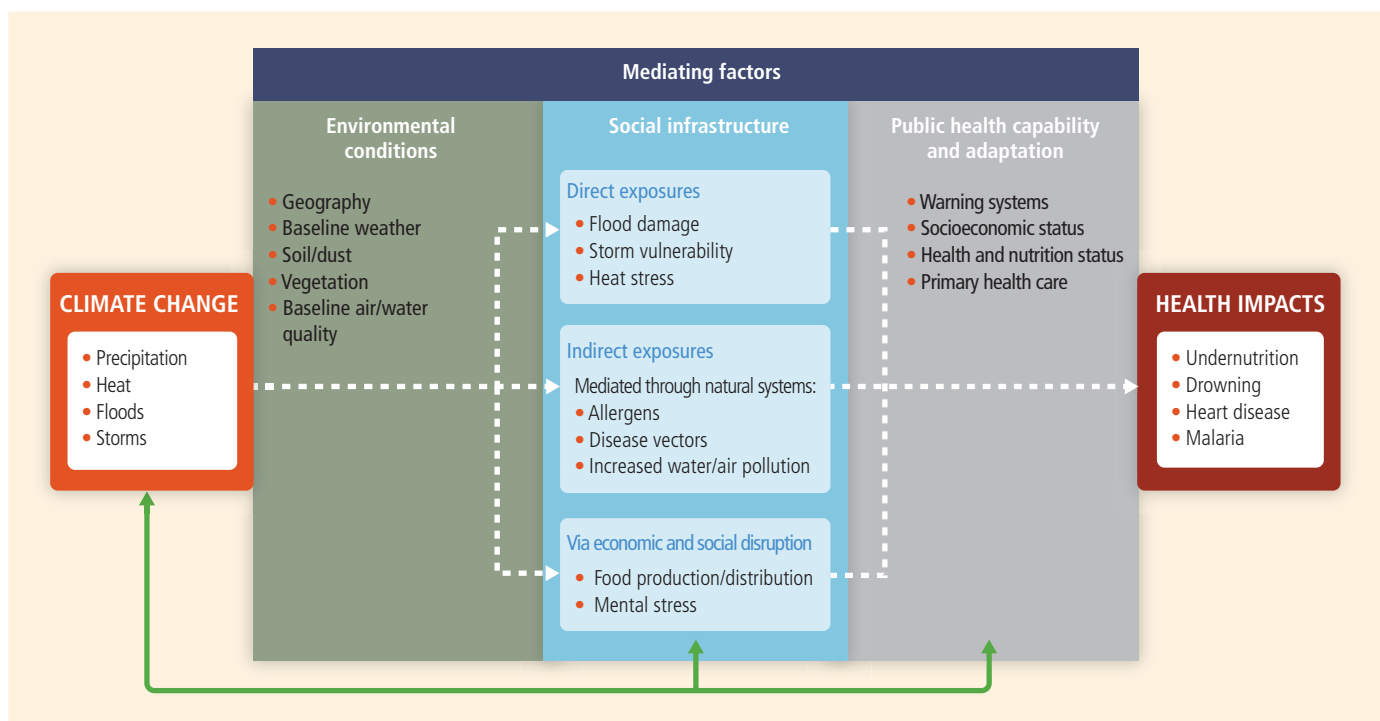 Mediating factors
Environmental
conditions
• Geography
• Baseline weather
• Soil/dust
• Vegetation
• Baseline air/water
quality
Social infrastructure
Direct exposures
• Flood damage
• Storm vulnerability
• Heat stress
Indirect exposures
Mediated through natural systems:
• Allergens
• Disease vectors
• Increased water/air pollution
Via economic and social disruption
• Food production/distribution
• Mental stress
Public health capability
and adaptation
• Warning systems
• Socioeconomic status
• Health and nutrition status
• Primary health care
CLIMATE CHANGE
• Precipitation
• Heat
• Floods
• Storms
HEALTH IMPACTS
• Undernutrition
• Drowning
• Heart disease
• Malaria